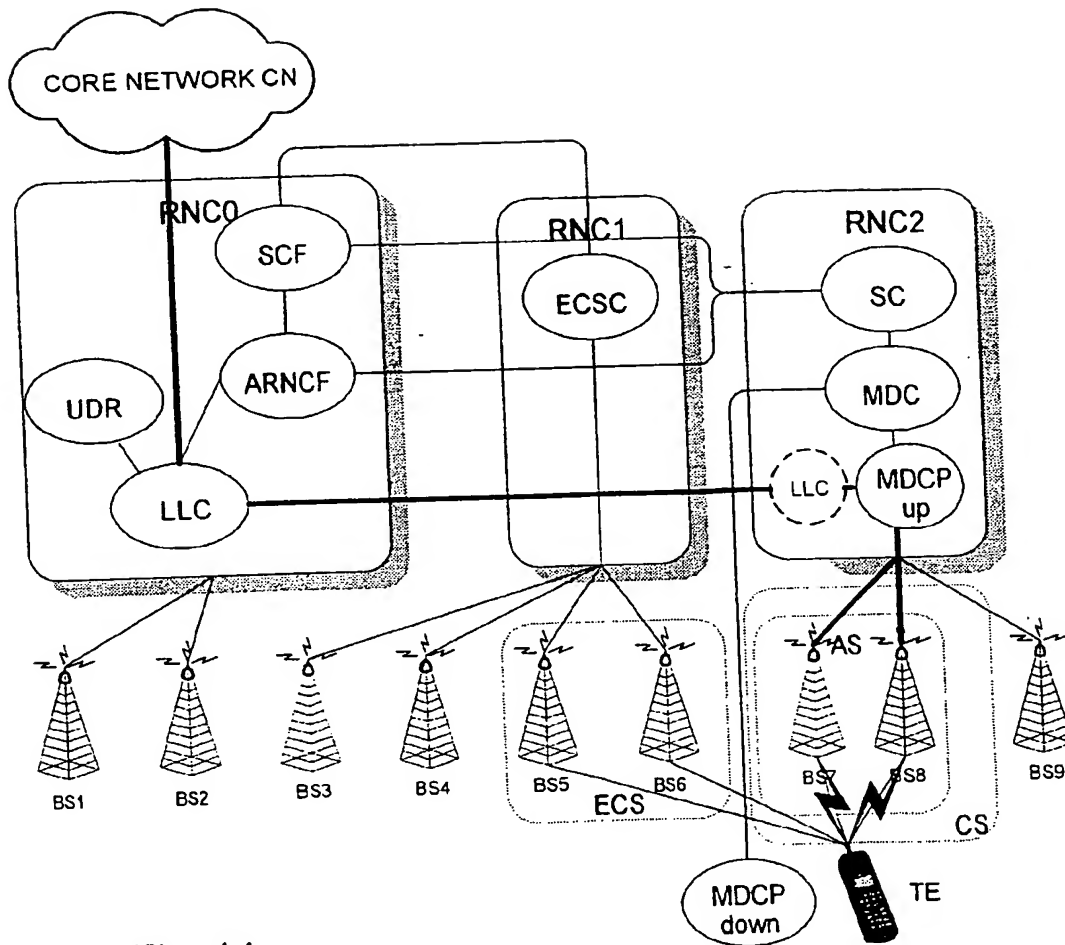 CORE NETWORK CN
RNC0
RNC1
RNC2
SCF
ECSC
SC
UDR
ARNCF
MDC
LLC
LLC
MDCP
up
AS
BS1
BS2
BS3
BS4
BS5
BS6
BS7
BS8
BS9
ECS
CS
MDCP
down
TE